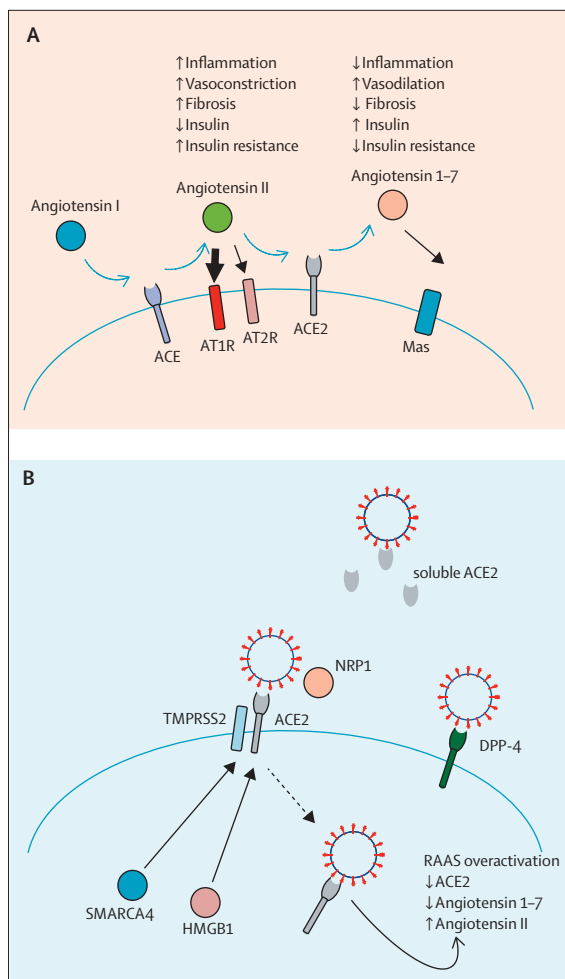 A
↑Inflammation
↑Vasoconstriction
↑Fibrosis
↓Insulin
↑Insulin resistance
↓Inflammation
↑Vasodilation
↓ Fibrosis
↑ Insulin
↓Insulin resistance
Angiotensin I
Angiotensin II
Angiotensin 1–7
ACE
AT1R
AT2R
ACE2
Mas
B
soluble ACE2
NRP1
TMPRSS2
ACE2
DPP-4
SMARCA4
HMGB1
RAAS overactivation
↓ACE2
↓Angiotensin 1–7
↑Angiotensin II